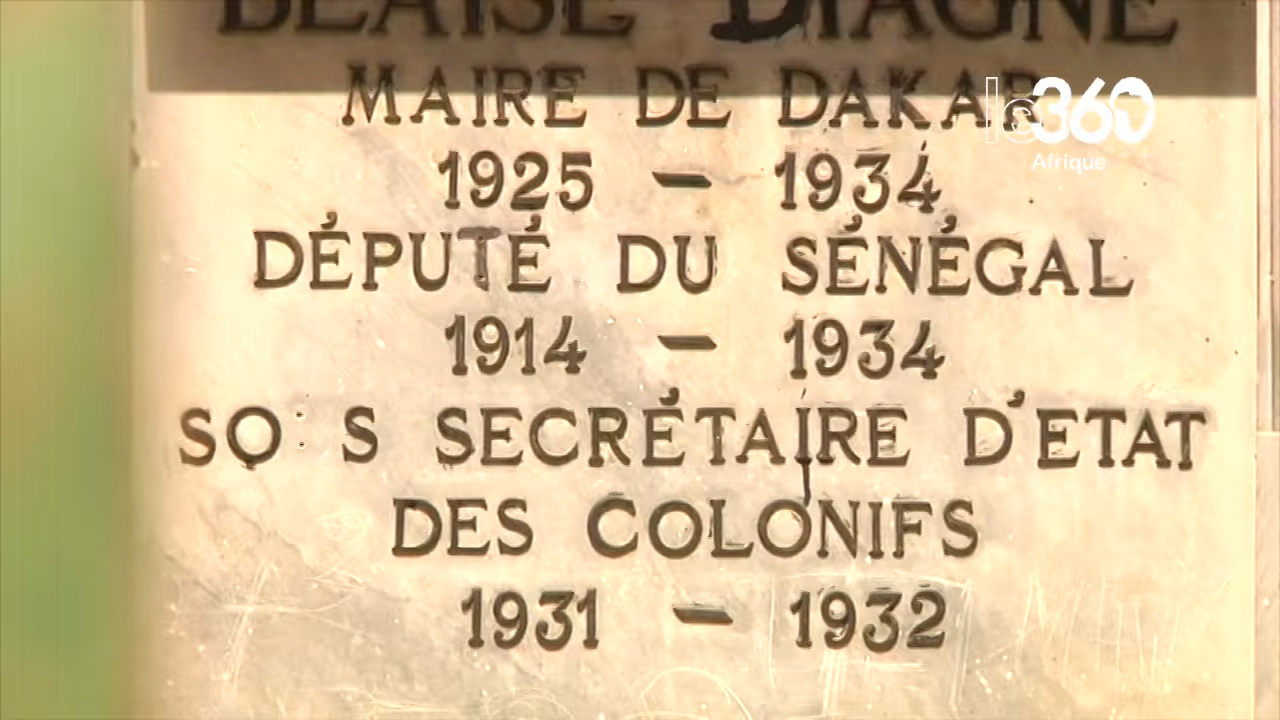 BLAISE DIAGNE
MAIRE DE DAKAR
le360
Afrique
1925 - 1934
DÉPUTÉ DU SÉNÉGAL
1914 - 1934
SO S SECRÉTAIRE D'ETAT
DES COLONIFS
1931 - 1932